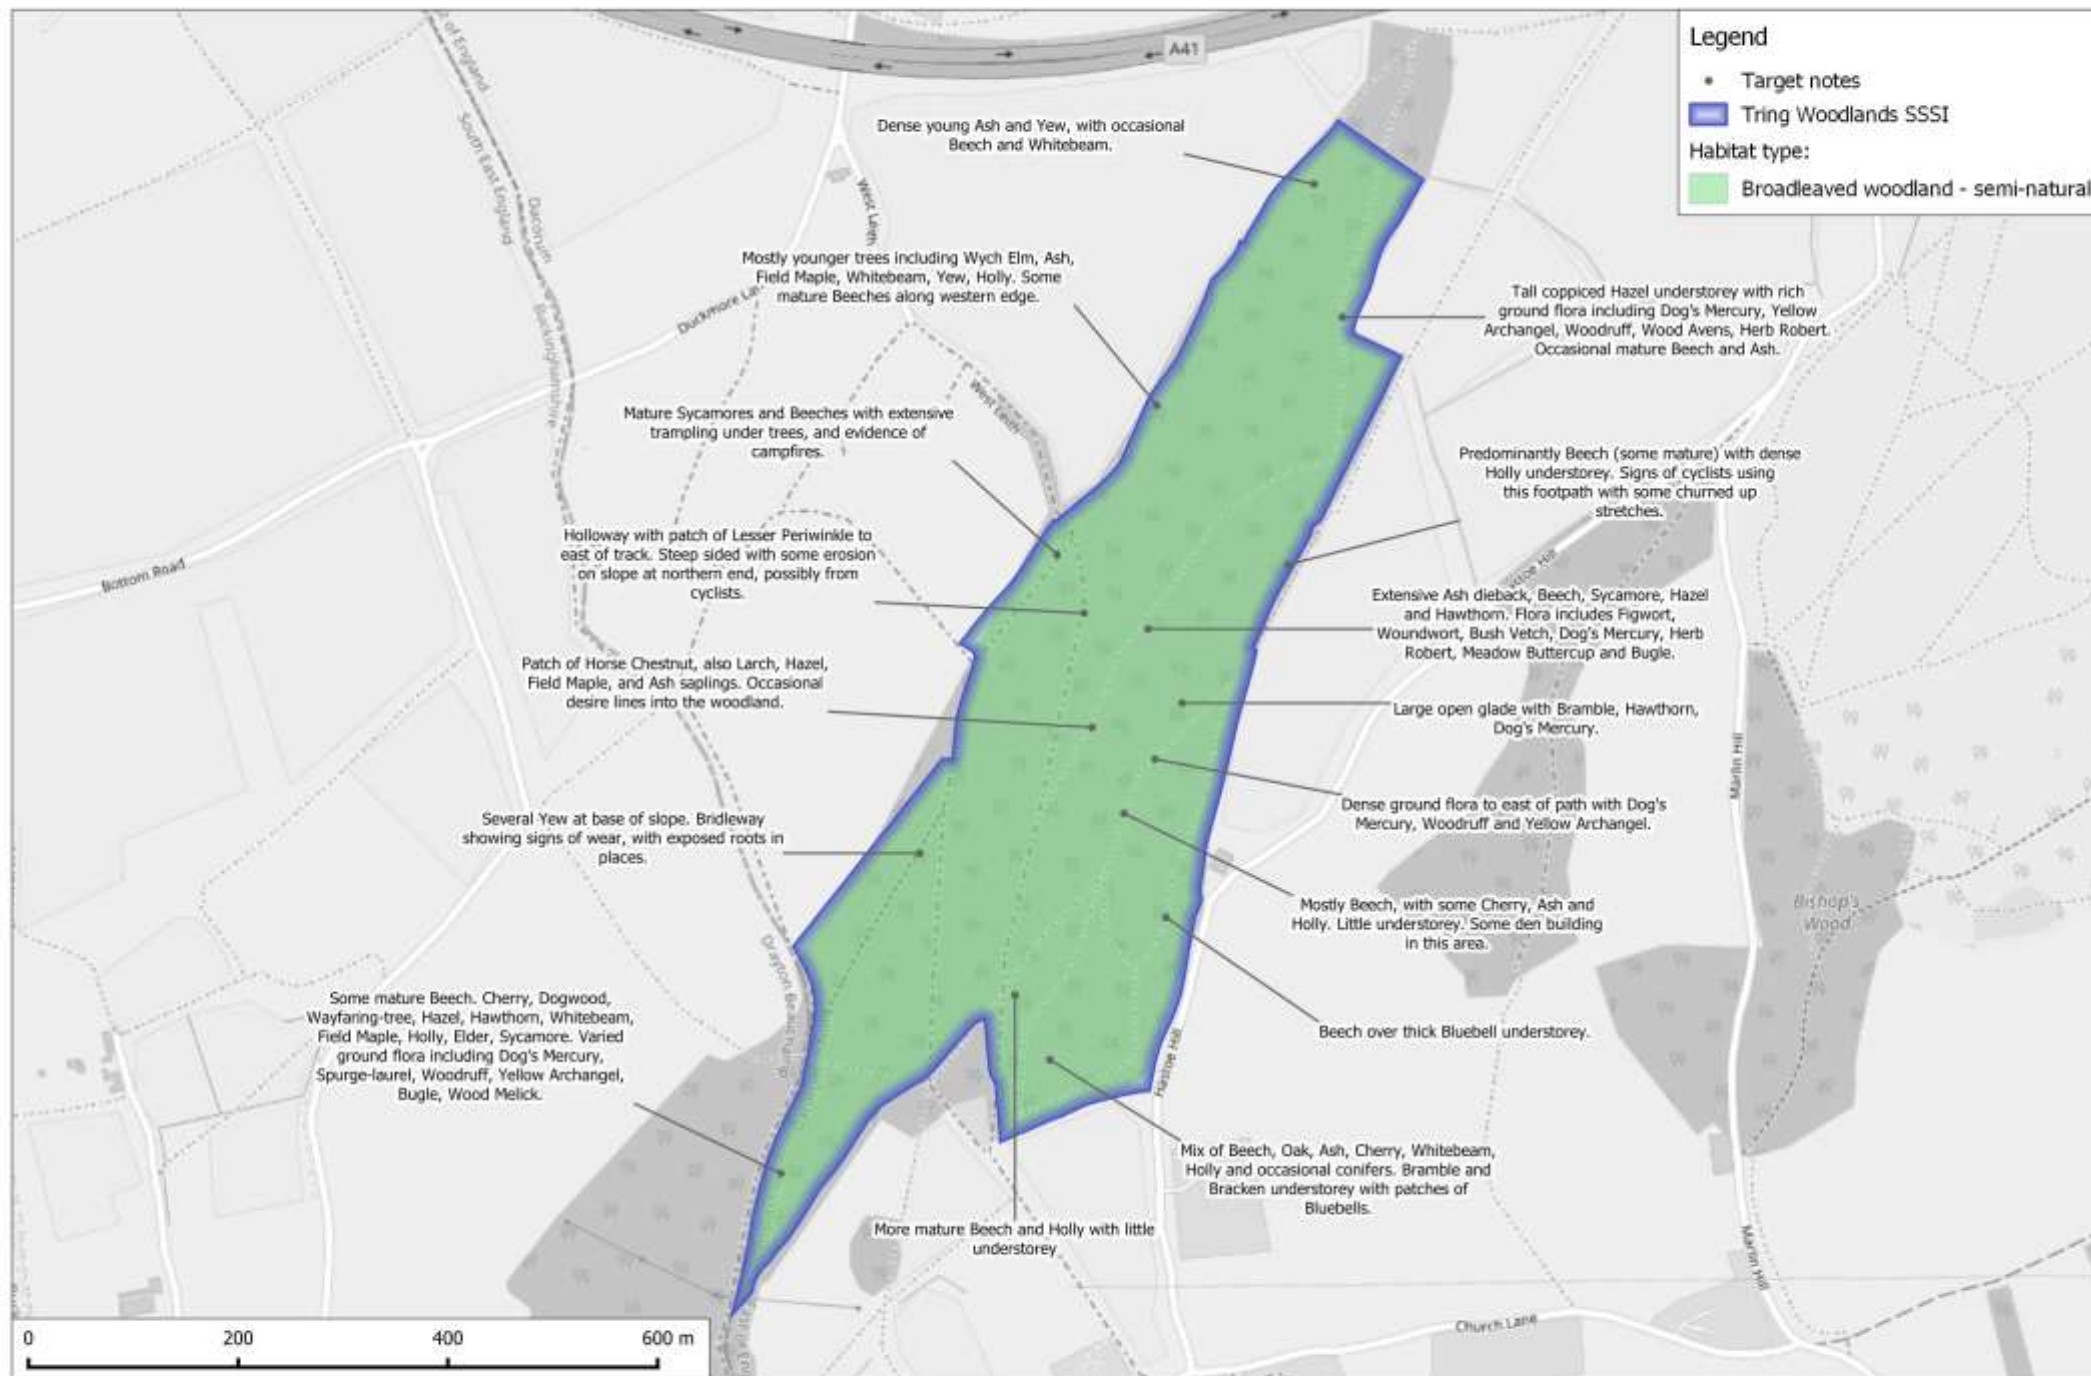 A41
Legend
Target notes
Tring Woodlands SSSI
Habitat type:
Broadleaved woodland - semi-natural
of England
South East England
Dacorum
Buckinghamshire
West Leith
Dense young Ash and Yew, with occasional
Beech and Whitebeam.
Mostly younger trees including Wych Elm, Ash,
Field Maple, Whitebeam, Yew, Holly. Some
mature Beeches along western edge.
Tall coppiced Hazel understorey with rich
ground flora including Dog's Mercury, Yellow
Archangel, Woodruff, Wood Avens, Herb Robert.
Occasional mature Beech and Ash.
Duckmore La
West Leith
Mature Sycamores and Beeches with extensive
trampling under trees, and evidence of
campfires.
Predominantly Beech (some mature) with dense
Holly understorey. Signs of cyclists using
this footpath with some churned up
stretches.
Bottom Road
Holloway with patch of Lesser Periwinkle to
east of track. Steep sided with some erosion
on slope at northern end, possibly from
cyclists.
stoe Hill
Extensive Ash dieback, Beech, Sycamore, Hazel
and Hawthorn. Flora includes Figwort,
Woundwort, Bush Vetch, Dog's Mercury, Herb
Robert, Meadow Buttercup and Bugle.
Patch of Horse Chestnut, also Larch, Hazel,
Field Maple, and Ash saplings. Occasional
desire lines into the woodland.
Large open glade with Bramble, Hawthorn,
Dog's Mercury.
Marlin Hill
Several Yew at base of slope. Bridleway
showing signs of wear, with exposed roots in
places.
Dense ground flora to east of path with Dog's
Mercury, Woodruff and Yellow Archangel.
Mostly Beech, with some Cherry, Ash and
Holly. Little understorey. Some den building
in this area.
Bishop's
Wood
Drayton Beauchamp
Some mature Beech. Cherry, Dogwood,
Wayfaring-tree, Hazel, Hawthorn, Whitebeam,
Field Maple, Holly, Elder, Sycamore. Varied
ground flora including Dog's Mercury,
Spurge-laurel, Woodruff, Yellow Archangel,
Bugle, Wood Melick.
Beech over thick Bluebell understorey.
Hastoe Hill
Mix of Beech, Oak, Ash, Cherry, Whitebeam,
Holly and occasional conifers. Bramble and
Bracken understorey with patches of
Bluebells.
More mature Beech and Holly with little
understorey
Marlin Hill
Church Lane
0 200 400 600 m